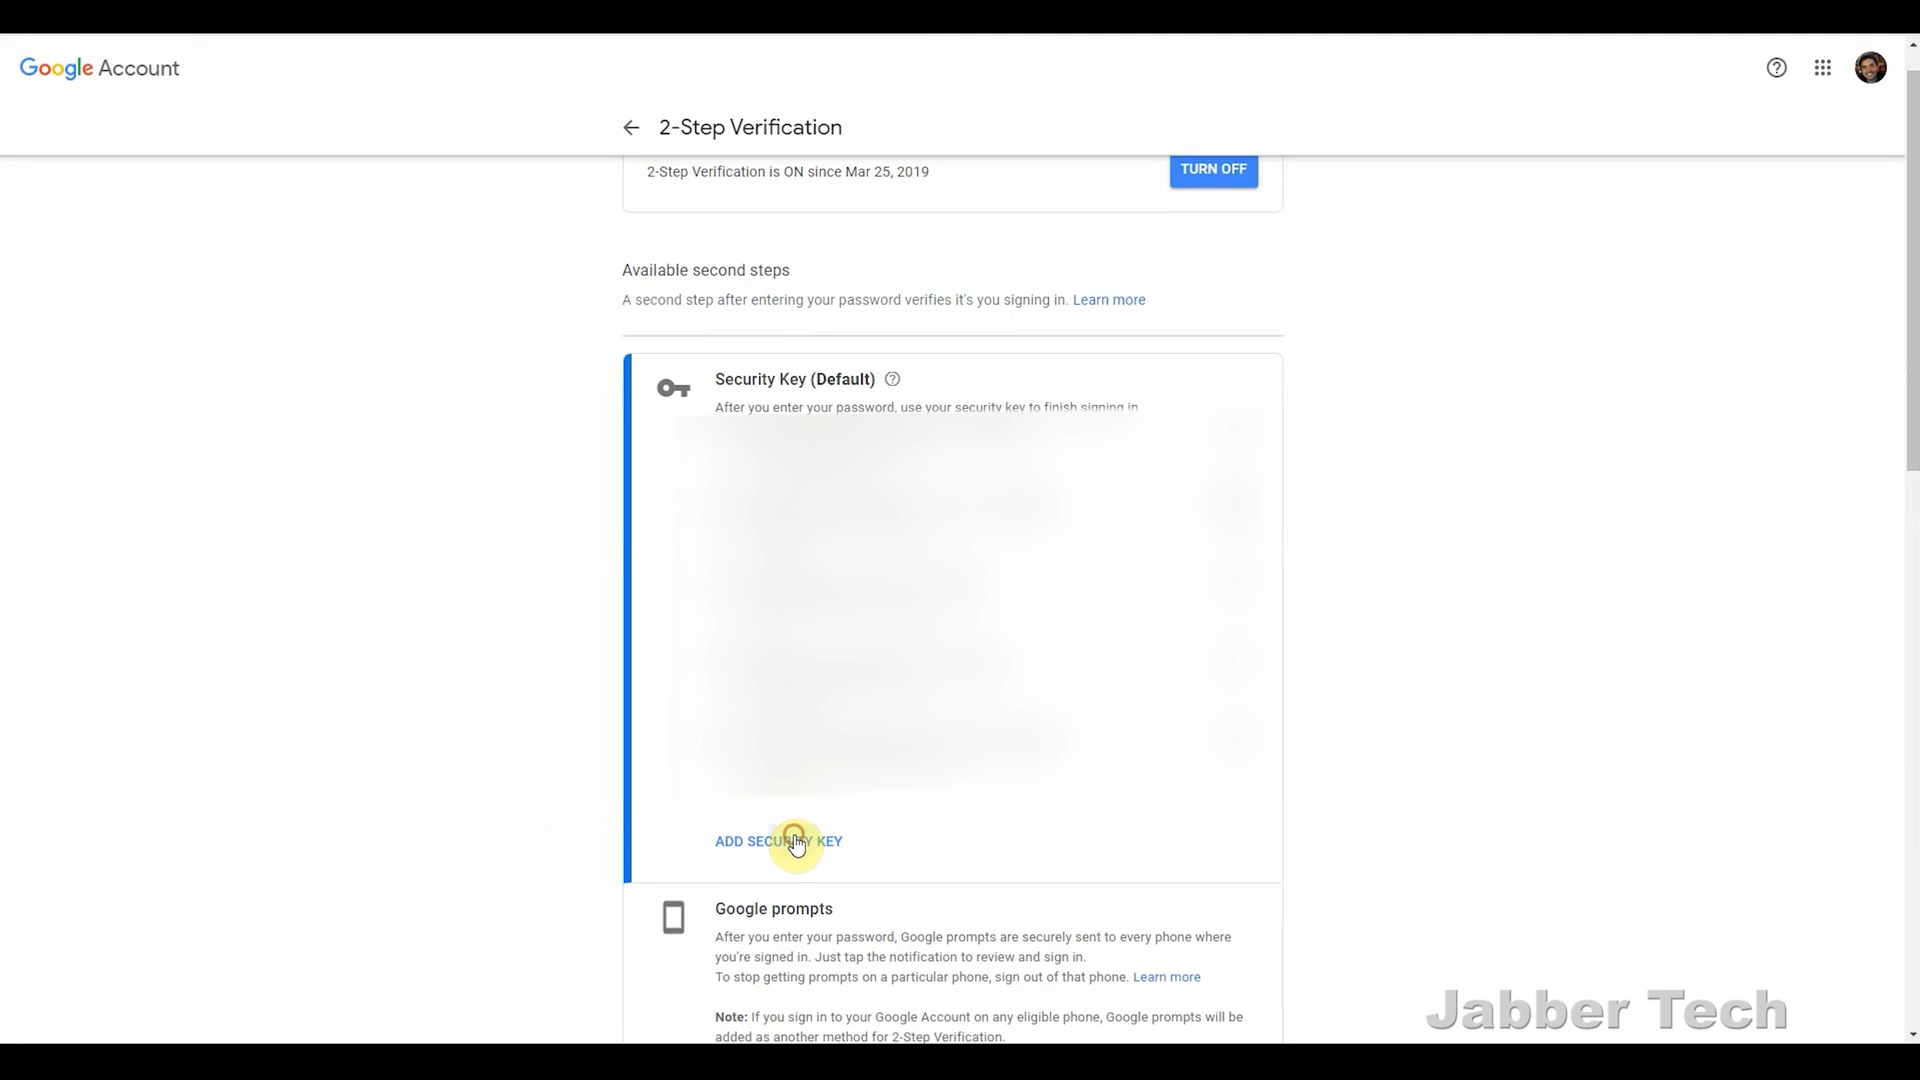 Google Account
2-Step Verification
2-Step Verification is ON since Mar 25, 2019
TURN OFF
Available second steps
A second step after entering your password verifies it's you signing in. Learn more
Security Key (Default)
After you enter your password, use your security key to finish signing in.
ADD SECURITY KEY
Google prompts
After you enter your password, Google prompts are securely sent to every phone where
you're signed in. Just tap the notification to review and sign in.
To stop getting prompts on a particular phone, sign out of that phone. Learn more
Note: If you sign in to your Google Account on any eligible phone, Google prompts will be
added as another method for 2-Step Verification.
Jabber Tech